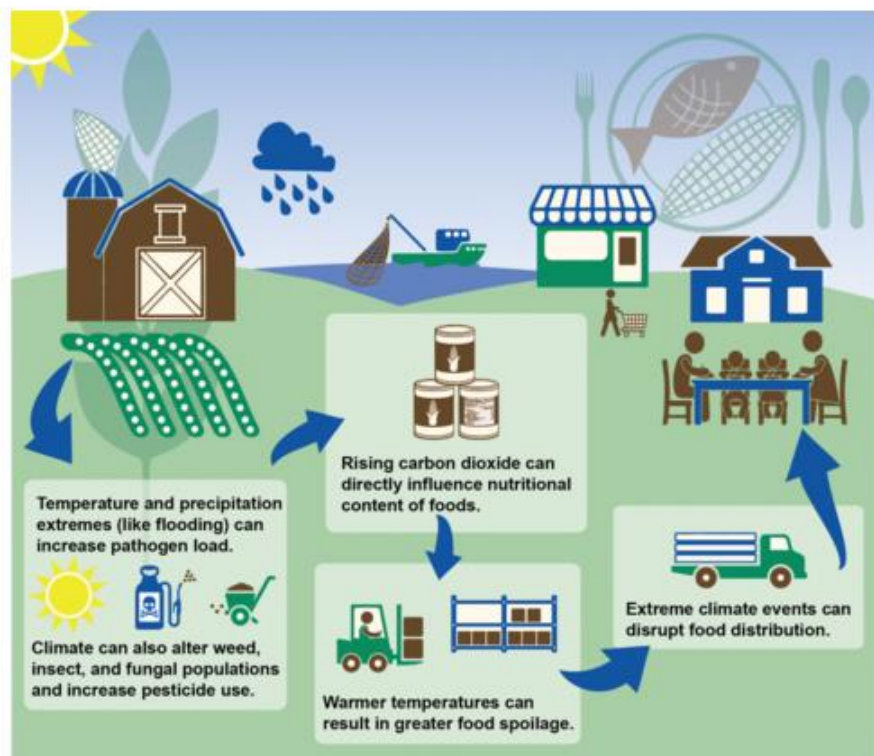 Temperature and precipitation
extremes (like flooding) can
increase pathogen load.
Climate can also alter weed,
insect, and fungal populations
and increase pesticide use.
Rising carbon dioxide can
directly influence nutritional
content of foods.
Warmer temperatures can
result in greater food spoilage.
Extreme climate events can
disrupt food distribution.